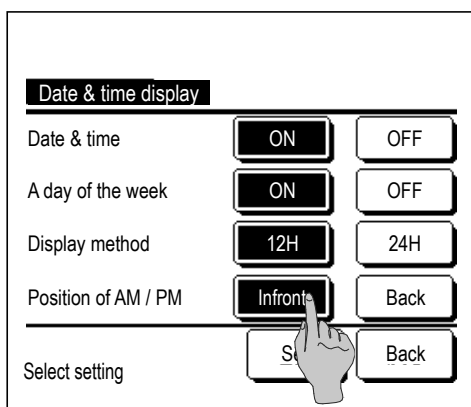 Date & time display
Date & time ON OFF
A day of the week ON OFF
Display method 12H 24H
Position of AM / PM Infront Back
Select setting Back